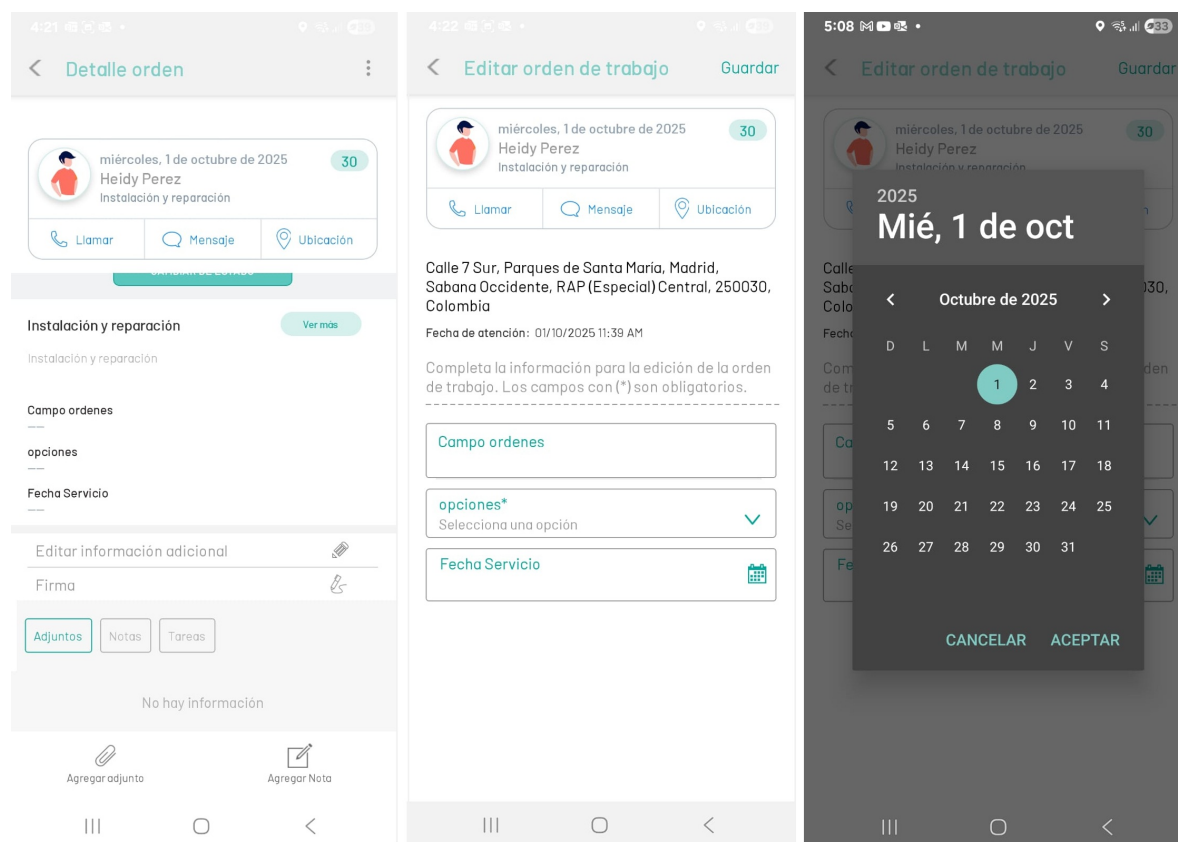 4:21
Detalle orden
miércoles, 1 de octubre de 2025
30
Heidy Perez
Instalación y reparación
Llamar
Mensaje
Ubicación
CAMBIAR DE ESTADO
Instalación y reparación
Ver más
Instalación y reparación
Campo ordenes
opciones
Fecha Servicio
Editar información adicional
Firma
Adjuntos
Notas
Tareas
No hay información
Agregar adjunto
Agregar Nota
4:22
Editar orden de trabajo
Guardar
miércoles, 1 de octubre de 2025
30
Heidy Perez
Instalación y reparación
Llamar
Mensaje
Ubicación
Calle 7 Sur, Parques de Santa María, Madrid,
Sabana Occidente, RAP (Especial) Central, 250030,
Colombia
Fecha de atención: 01/10/2025 11:39 AM
Completa la información para la edición de la orden
de trabajo. Los campos con (*) son obligatorios.
Campo ordenes
opciones*
Selecciona una opción
Fecha Servicio
5:08
33
Editar orden de trabajo
Guardar
miércoles, 1 de octubre de 2025
30
Heidy Perez
Instalación y reparación
2025
Mié, 1 de oct
Octubre de 2025
D L M M J V S
1 2 3 4
5 6 7 8 9 10 11
12 13 14 15 16 17 18
19 20 21 22 23 24 25
26 27 28 29 30 31
CANCELAR
ACEPTAR